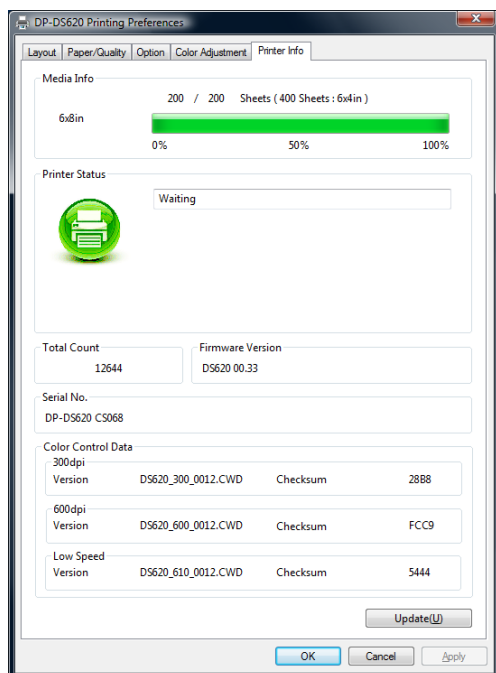 DP-DS620 Printing Preferences
Layout Paper/Quality Option Color Adjustment Printer Info
Media Info
200 / 200 Sheets ( 400 Sheets : 6x4in )
6x8in
0% 50% 100%
Printer Status
Waiting
Total Count Firmware Version
12644 DS620 00.33
Serial No.
DP-DS620 CS068
Color Control Data
300dpi
Version DS620_300_0012.CWD Checksum 28B8
600dpi
Version DS620_600_0012.CWD Checksum FCC9
Low Speed
Version DS620_610_0012.CWD Checksum 5444
Update(U)
OK Cancel Apply